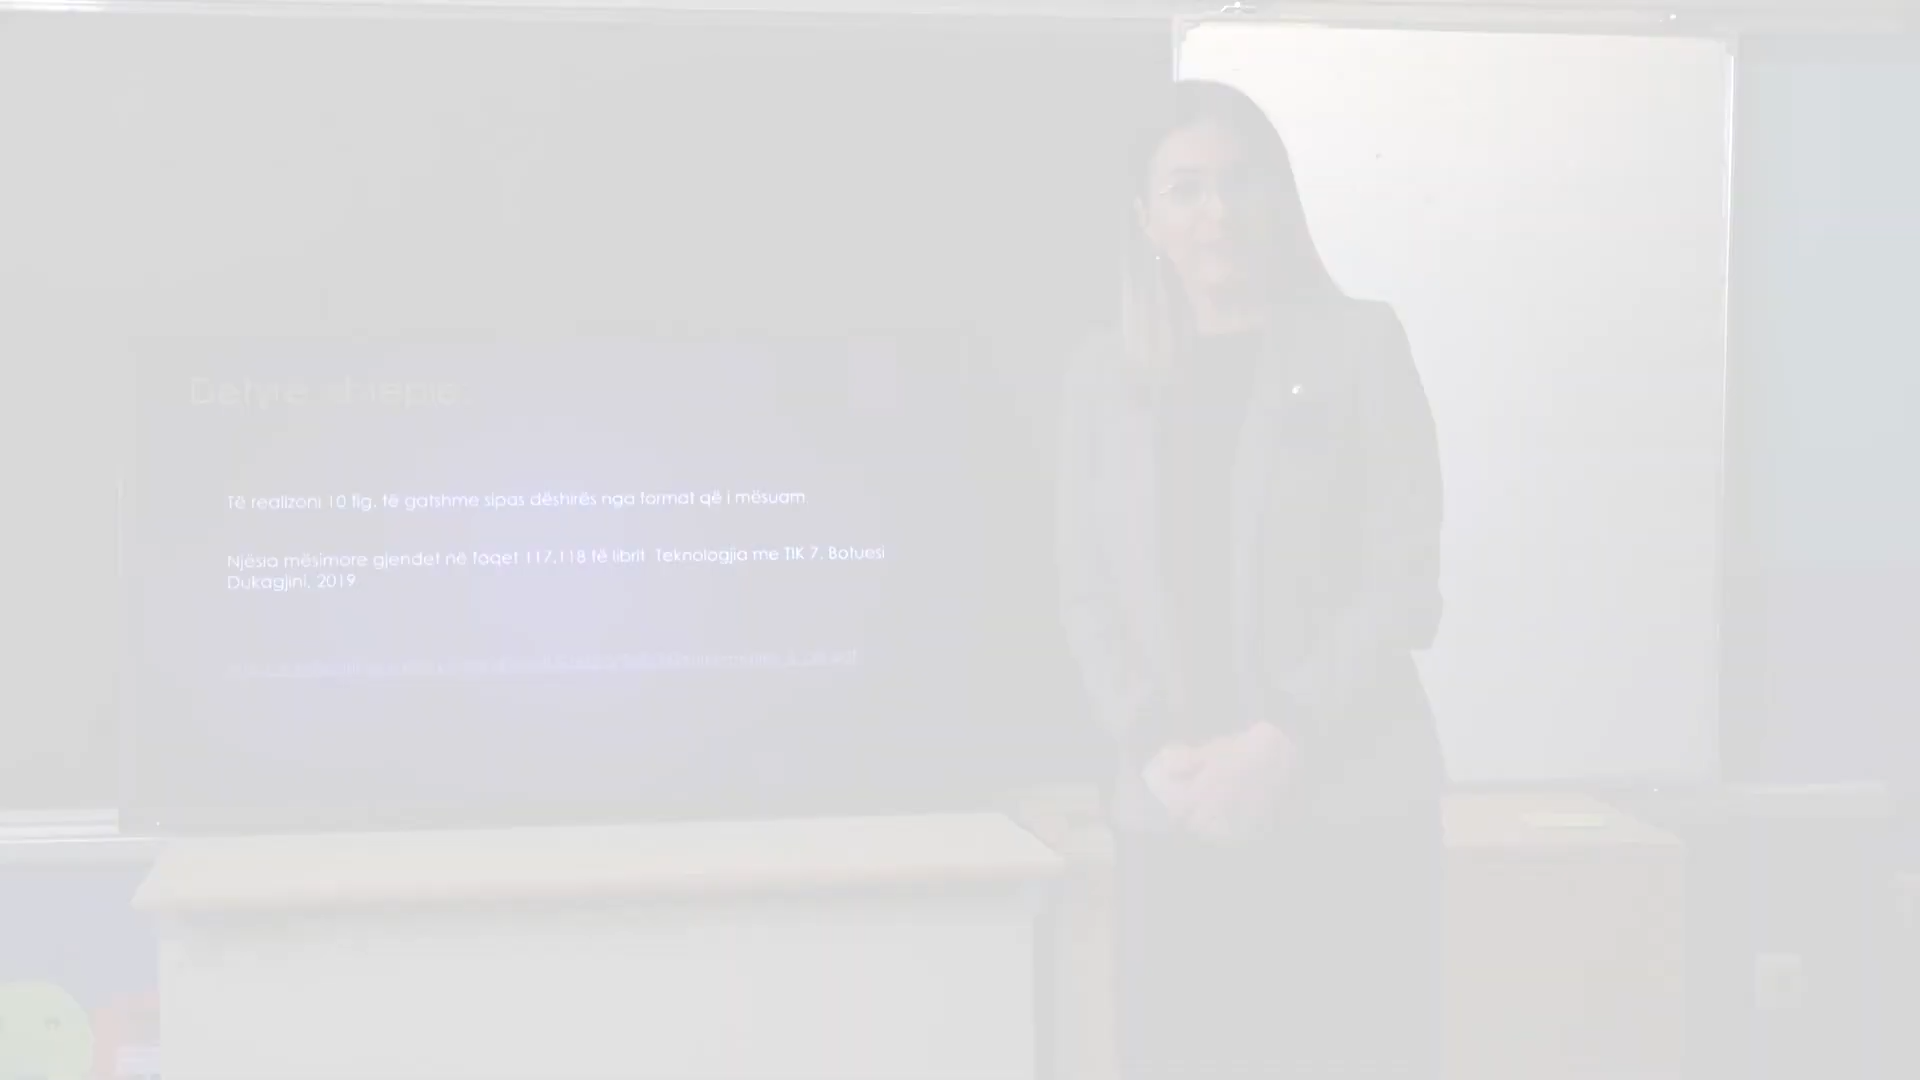 Detyrë shtëpie:
Të realizoni 10 fig. të gatshme sipas dëshirës nga format që i mësuam.
Njësia mësimore gjendet në faqet 117,118 të librit Teknologjia me TIK 7, Botuesi
Dukagjini, 2019